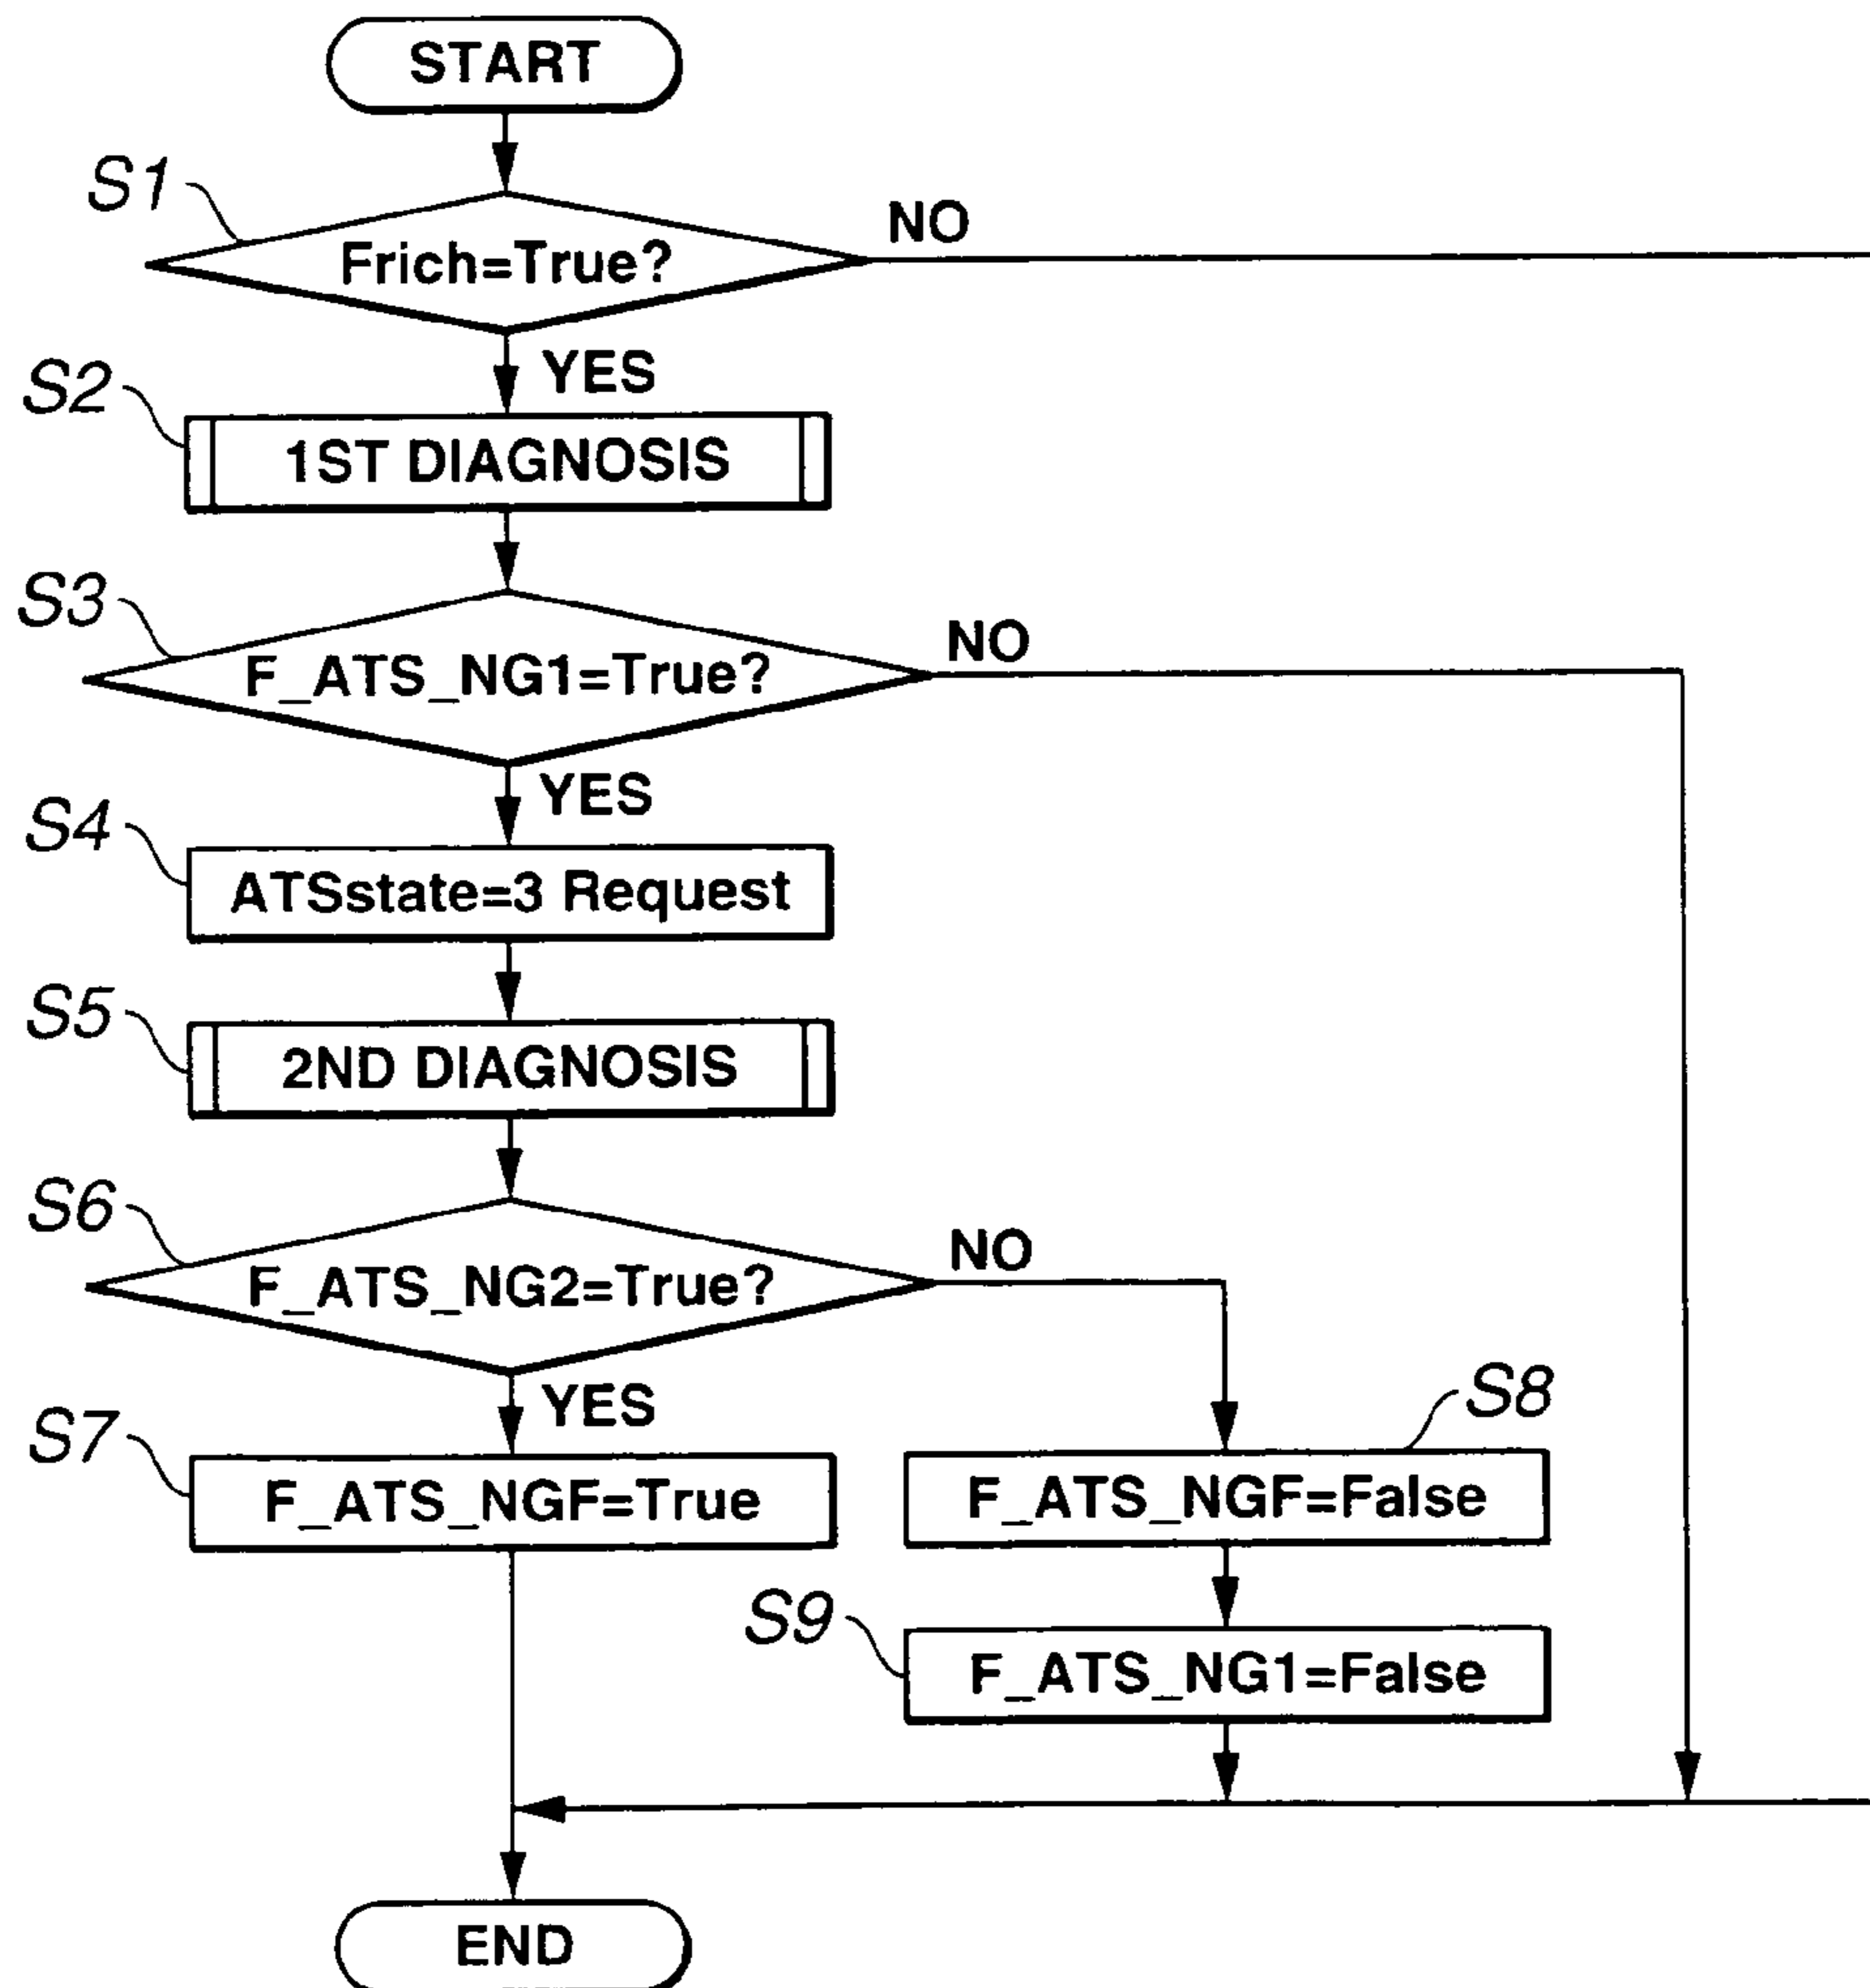 START
S1
Frich=True?
NO
YES
S2
1ST DIAGNOSIS
S3
F_ATS_NG1=True?
NO
YES
S4
ATSstate=3 Request
S5
2ND DIAGNOSIS
S6
F_ATS_NG2=True?
NO
YES
S7
F_ATS_NGF=True
S8
F_ATS_NGF=False
S9
F_ATS_NG1=False
END